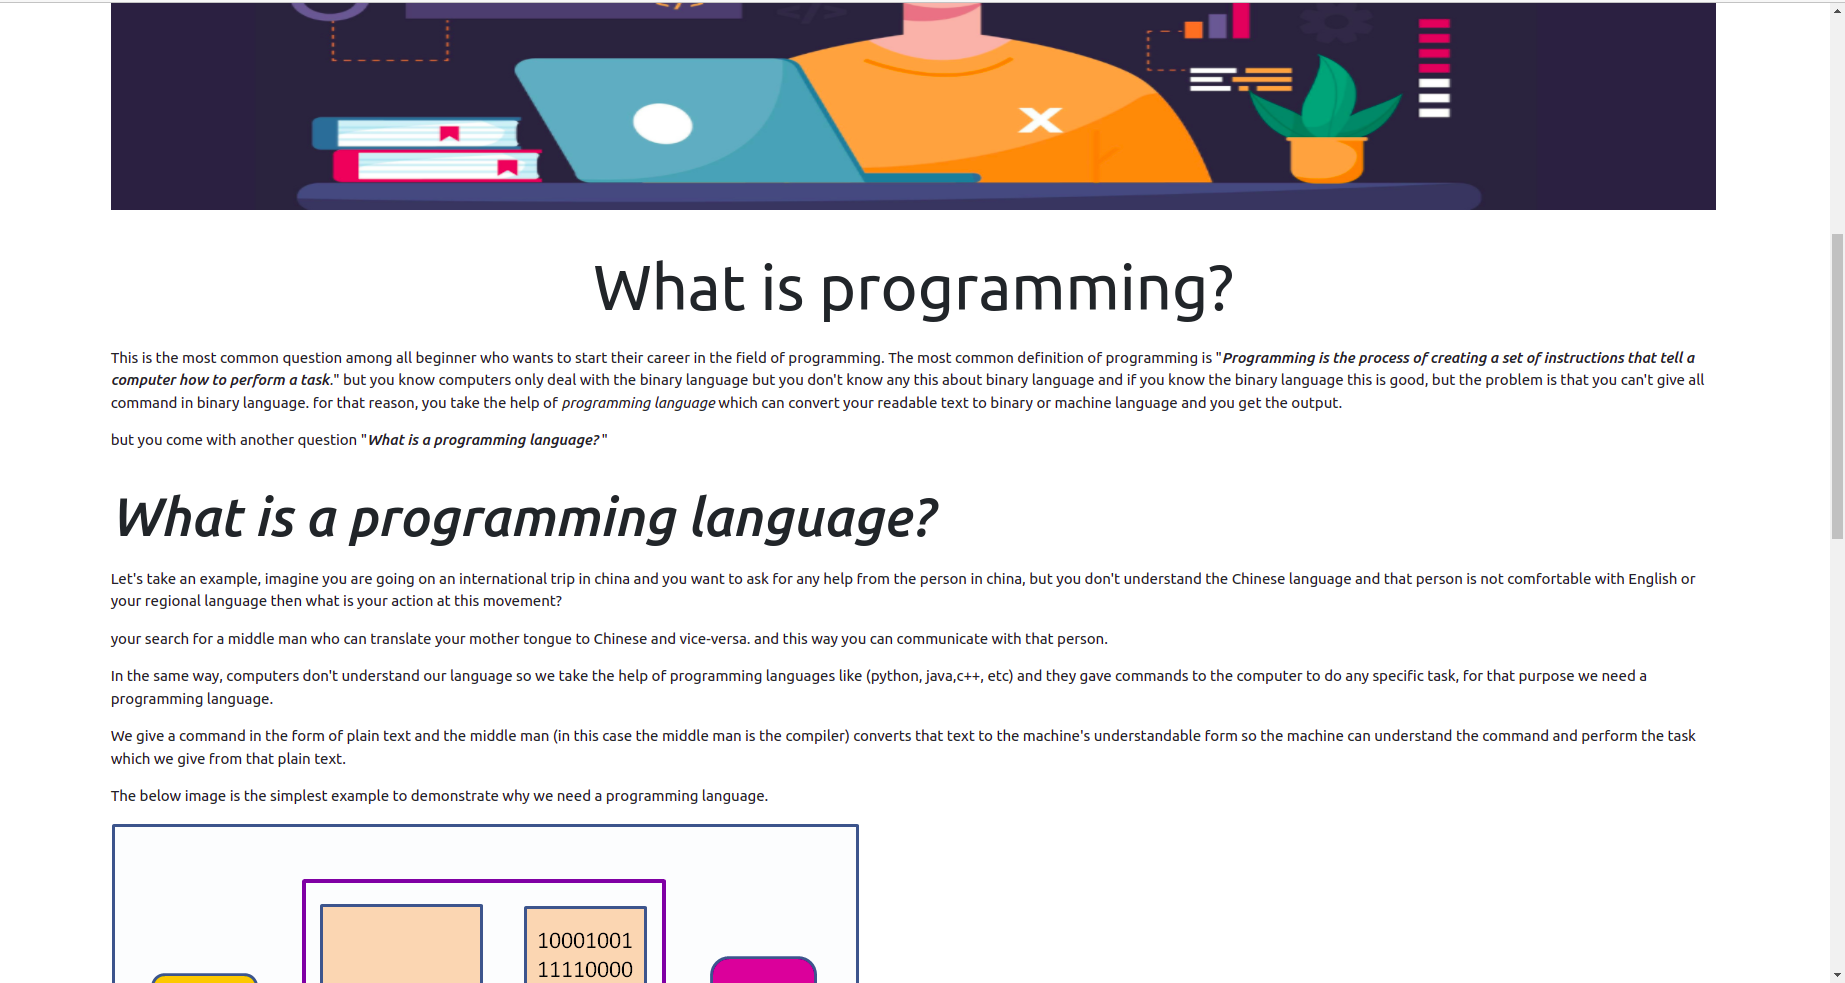 What is programming?
This is the most common question among all beginner who wants to start their career in the field of programming. The most common definition of programming is "Programming is the process of creating a set of instructions that tell a
computer how to perform a task." but you know computers only deal with the binary language but you don't know any this about binary language and if you know the binary language this is good, but the problem is that you can't give all
command in binary language. for that reason, you take the help of programming language which can convert your readable text to binary or machine language and you get the output.
but you come with another question "What is a programming language? "
What is a programming language?
Let's take an example, imagine you are going on an international trip in china and you want to ask for any help from the person in china, but you don't understand the Chinese language and that person is not comfortable with English or
your regional language then what is your action at this movement?
your search for a middle man who can translate your mother tongue to Chinese and vice-versa. and this way you can communicate with that person.
In the same way, computers don't understand our language so we take the help of programming languages like (python, java,c++, etc) and they gave commands to the computer to do any specific task, for that purpose we need a
programming language.
We give a command in the form of plain text and the middle man (in this case the middle man is the compiler) converts that text to the machine's understandable form so the machine can understand the command and perform the task
which we give from that plain text.
The below image is the simplest example to demonstrate why we need a programming language.
10001001
11110000